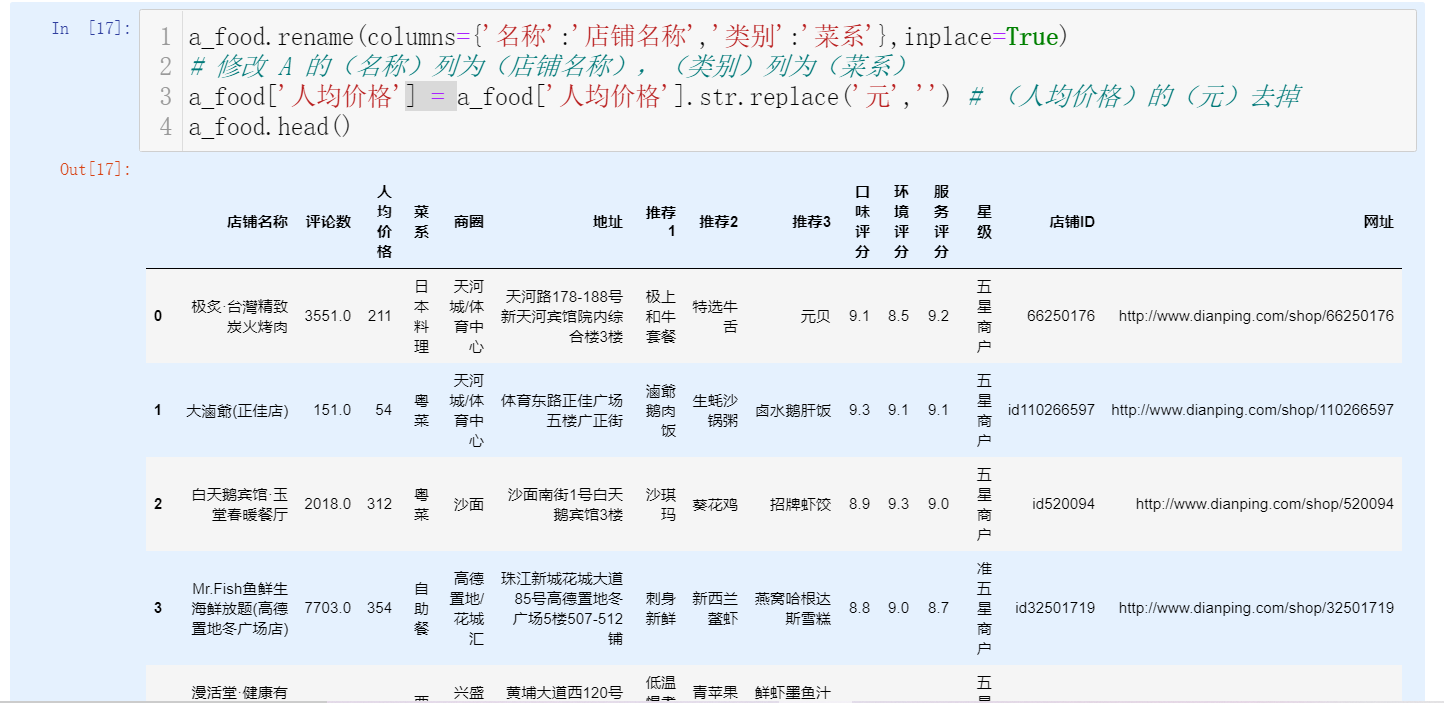 In [17]:
1 a_food.rename(columns={'名称':'店铺名称','类别':'菜系'},inplace=True)
2 # 修改 A 的（名称）列为（店铺名称），（类别）列为（菜系）
3 a_food['人均价格'] = a_food['人均价格'].str.replace('元','') # （人均价格）的（元）去掉
4 a_food.head()
Out[17]:
店铺名称 评论数 人均价格 菜系 商圈 地址 推荐1 推荐2 推荐3 口味评分 环境评分 服务评分 星级 店铺ID 网址
0 极炙·台灣精致炭火烤肉 3551.0 211 日本料理 天河城/体育中心 天河路178-188号新天河宾馆院内综合楼3楼 极上和牛套餐 特选牛舌 元贝 9.1 8.5 9.2 五星商户 66250176 http://www.dianping.com/shop/66250176
1 大滷爺(正佳店) 151.0 54 粤菜 天河城/体育中心 体育东路正佳广场五楼广正街 滷爺鹅肉饭 生蚝沙锅粥 卤水鹅肝饭 9.3 9.1 9.1 五星商户 id110266597 http://www.dianping.com/shop/110266597
2 白天鹅宾馆·玉堂春暖餐厅 2018.0 312 粤菜 沙面 沙面南街1号白天鹅宾馆3楼 沙琪玛 葵花鸡 招牌虾饺 8.9 9.3 9.0 五星商户 id520094 http://www.dianping.com/shop/520094
3 Mr.Fish鱼鲜生海鲜放题(高德置地冬广场店) 7703.0 354 自助餐 高德置地/花城汇 珠江新城花城大道85号高德置地冬广场5楼507-512铺 刺身新鲜 新西兰螯虾 燕窝哈根达斯雪糕 8.8 9.0 8.7 准五星商户 id32501719 http://www.dianping.com/shop/32501719
漫活堂·健康有 兴盛 黄埔大道西120号 低温 青苹果 鲜虾墨鱼汁 五